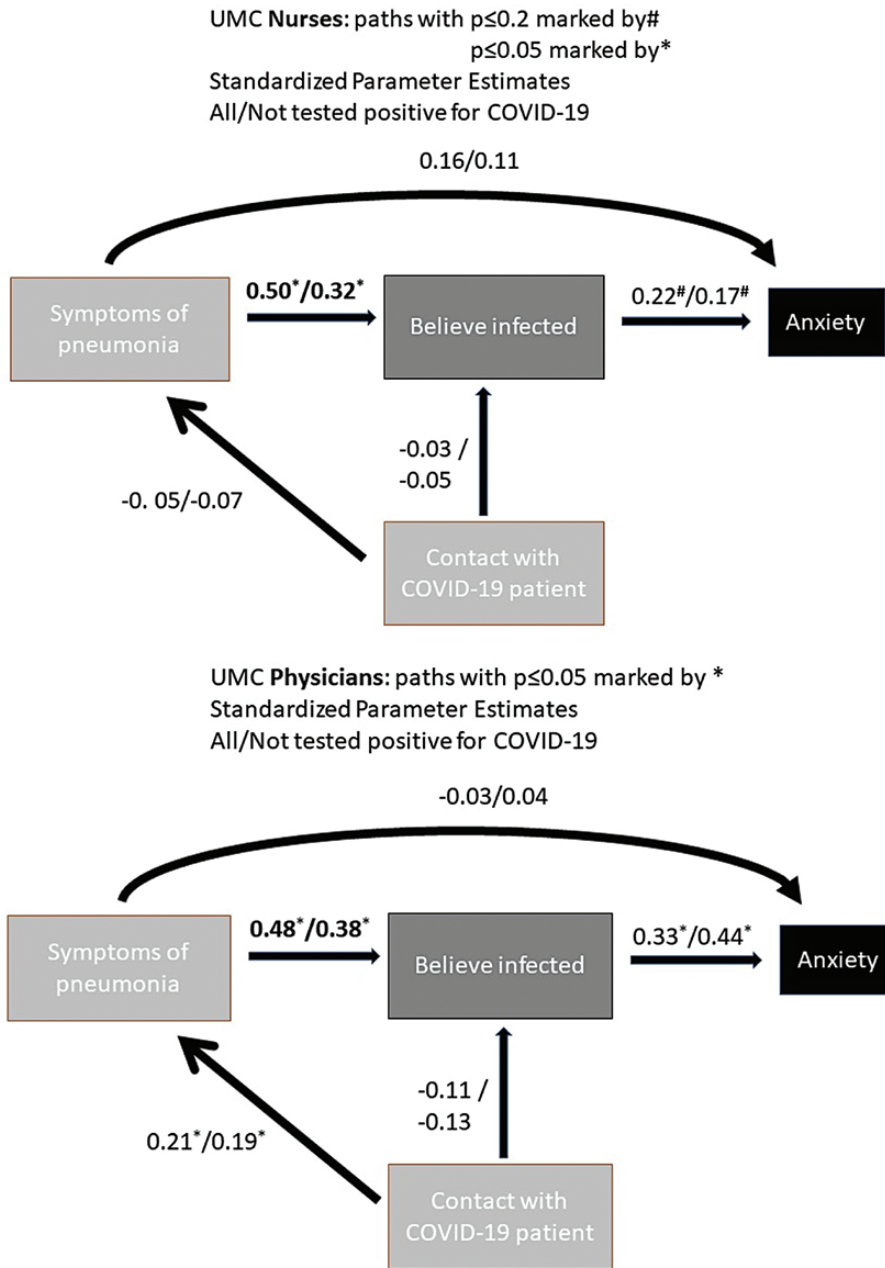 UMC Nurses: paths with p≤0.2 marked by#
p≤0.05 marked by*
Standardized Parameter Estimates
All/Not tested positive for COVID-19
0.16/0.11
0.50*/0.32*
0.22#/0.17#
Symptoms of
pneumonia
Believe infected
Anxiety
-0.03 /
-0.05
-0. 05/-0.07
Contact with
COVID-19 patient
UMC Physicians: paths with p≤0.05 marked by *
Standardized Parameter Estimates
All/Not tested positive for COVID-19
-0.03/0.04
0.48*/0.38*
0.33*/0.44*
Symptoms of
pneumonia
Believe infected
Anxiety
-0.11 /
-0.13
0.21*/0.19*
Contact with
COVID-19 patient